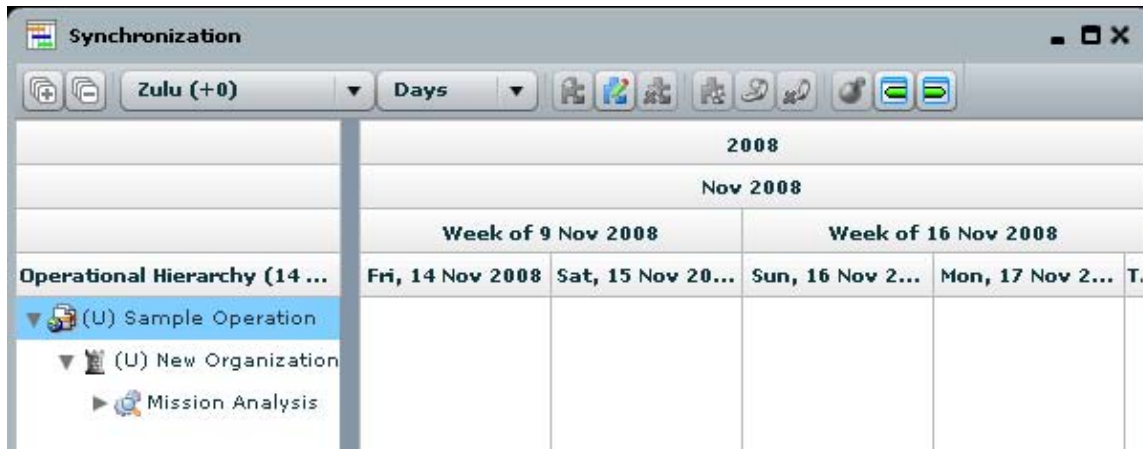 Synchronization
Zulu (+0) Days
2008
Nov 2008
Week of 9 Nov 2008 Week of 16 Nov 2008
Operational Hierarchy (14 ... Fri, 14 Nov 2008 Sat, 15 Nov 20... Sun, 16 Nov 2... Mon, 17 Nov 2... T.
(U) Sample Operation
(U) New Organization
Mission Analysis